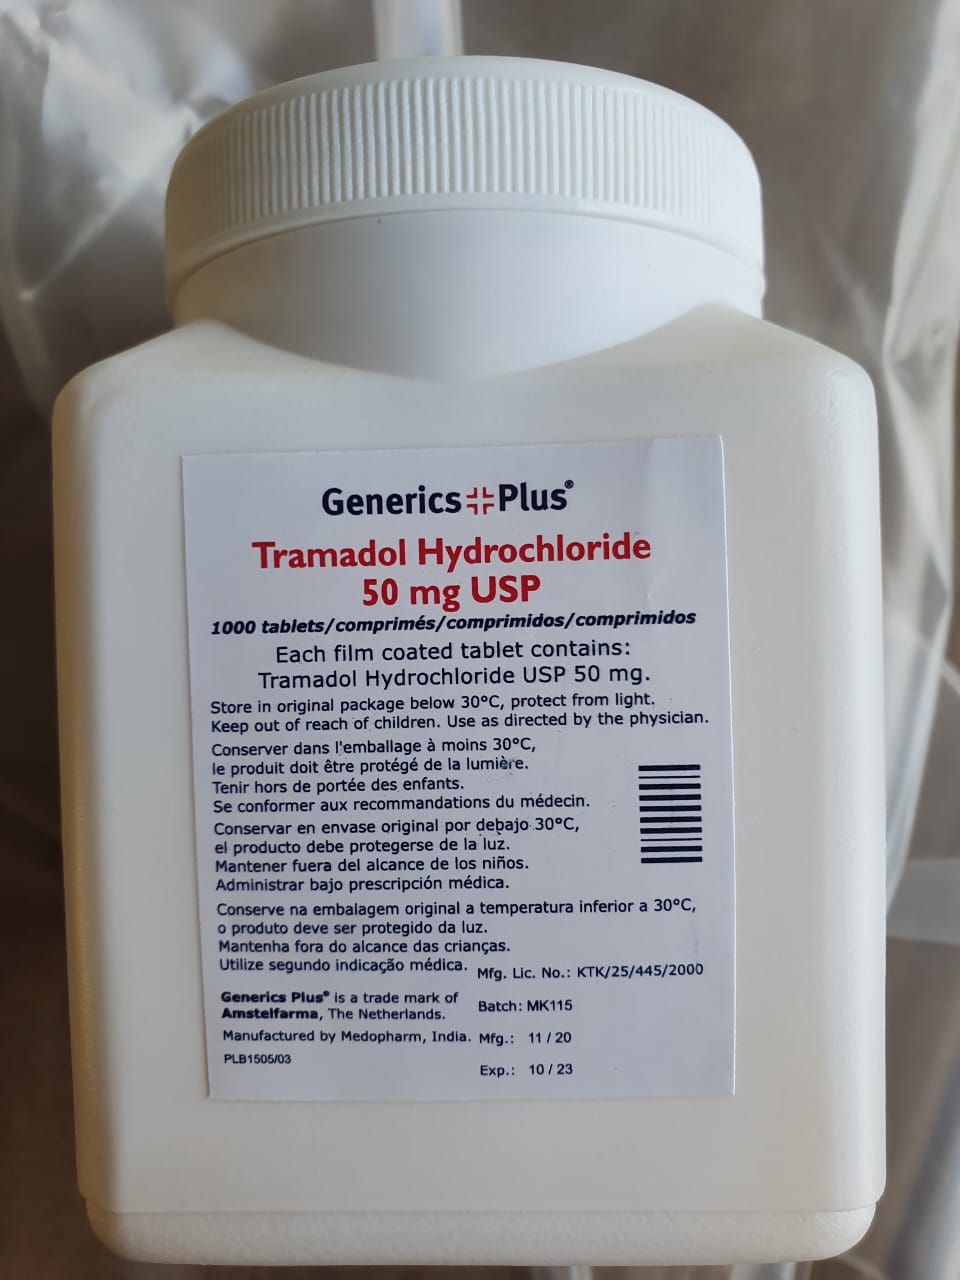 Generics Plus®
Tramadol Hydrochloride
50 mg USP
1000 tablets/comprimés/comprimidos/comprimidos
Each film coated tablet contains:
Tramadol Hydrochloride USP 50 mg.
Store in original package below 30°C, protect from light.
Keep out of reach of children. Use as directed by the physician.
Conserver dans l'emballage à moins 30°C,
le produit doit être protégé de la lumière.
Tenir hors de portée des enfants.
Se conformer aux recommandations du médecin.
Conservar en envase original por debajo 30°C,
el producto debe protegerse de la luz.
Mantener fuera del alcance de los niños.
Administrar bajo prescripción médica.
Conserve na embalagem original a temperatura inferior a 30°C,
o produto deve ser protegido da luz.
Mantenha fora do alcance das crianças.
Utilize segundo indicação médica.
Mfg. Lic. No.: KTK/25/445/2000
Generics Plus® is a trade mark of
Amstelfarma, The Netherlands.
Batch: MK115
Manufactured by Medopharm, India.
Mfg.: 11 / 20
PLB1505/03
Exp.: 10 / 23